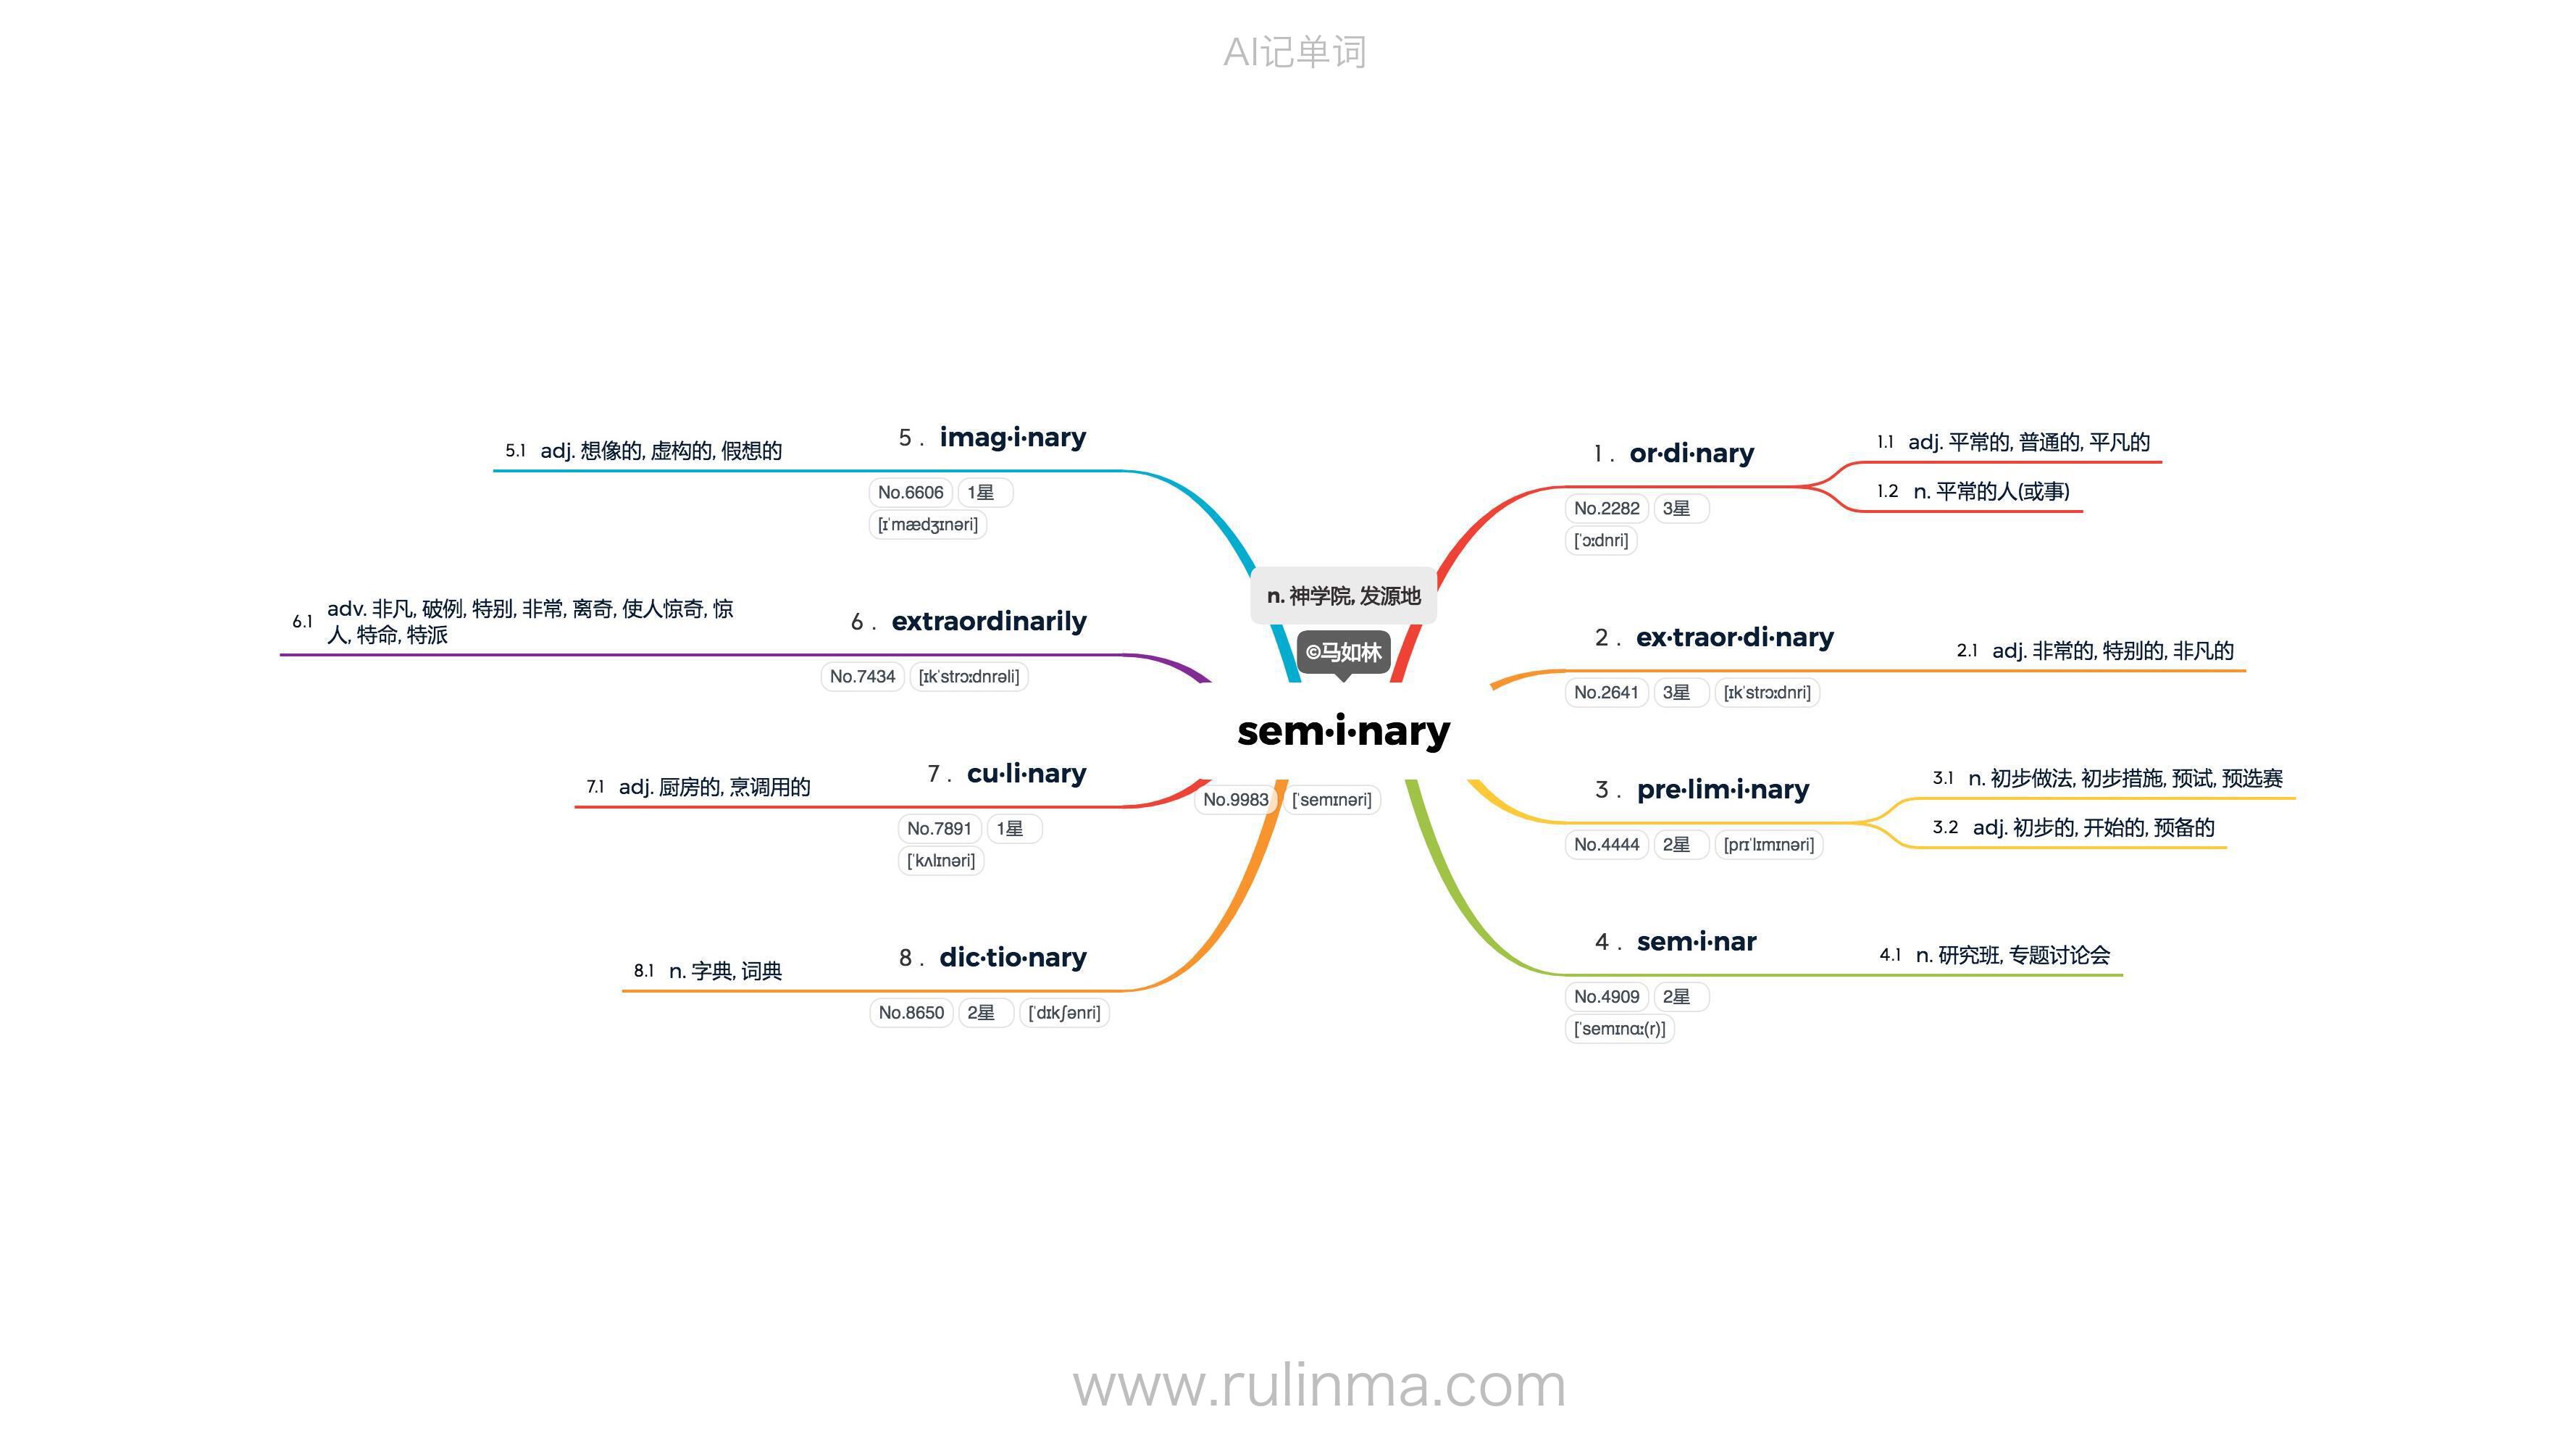 AI记单词
5 . imag·i·nary
5.1 adj. 想像的, 虚构的, 假想的
No.6606 1星
[ɪˈmædʒɪnəri]
6 . extraordinarily
6.1 adv. 非凡, 破例, 特别, 非常, 离奇, 使人惊奇, 惊
人, 特命, 特派
No.7434 [ɪkˈstrɔːdnrəli]
7 . cu·li·nary
7.1 adj. 厨房的, 烹调用的
No.7891 1星
[ˈkʌlɪnəri]
8 . dic·tio·nary
8.1 n. 字典, 词典
No.8650 2星 [ˈdɪkʃənri]
n. 神学院, 发源地
©马如林
sem·i·nary
No.9983 [ˈsemɪnəri]
1 . or·di·nary
1.1 adj. 平常的, 普通的, 平凡的
1.2 n. 平常的人(或事)
No.2282 3星
[ˈɔːdnri]
2 . ex·traor·di·nary
2.1 adj. 非常的, 特别的, 非凡的
No.2641 3星 [ɪkˈstrɔːdnri]
3 . pre·lim·i·nary
3.1 n. 初步做法, 初步措施, 预试, 预选赛
3.2 adj. 初步的, 开始的, 预备的
No.4444 2星 [prɪˈlɪmɪnəri]
4 . sem·i·nar
4.1 n. 研究班, 专题讨论会
No.4909 2星
[ˈsemɪnɑː(r)]
www.rulinma.com